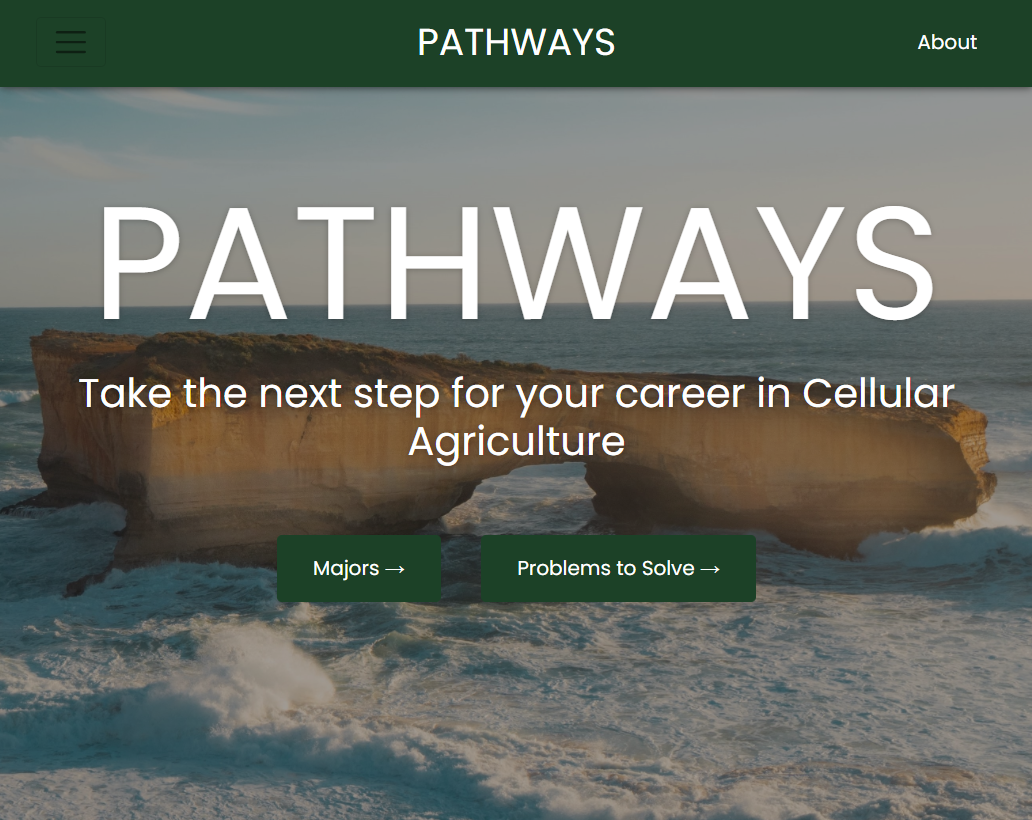 PATHWAYS
About
PATHWAYS
Take the next step for your career in Cellular
Agriculture
Majors →
Problems to Solve →